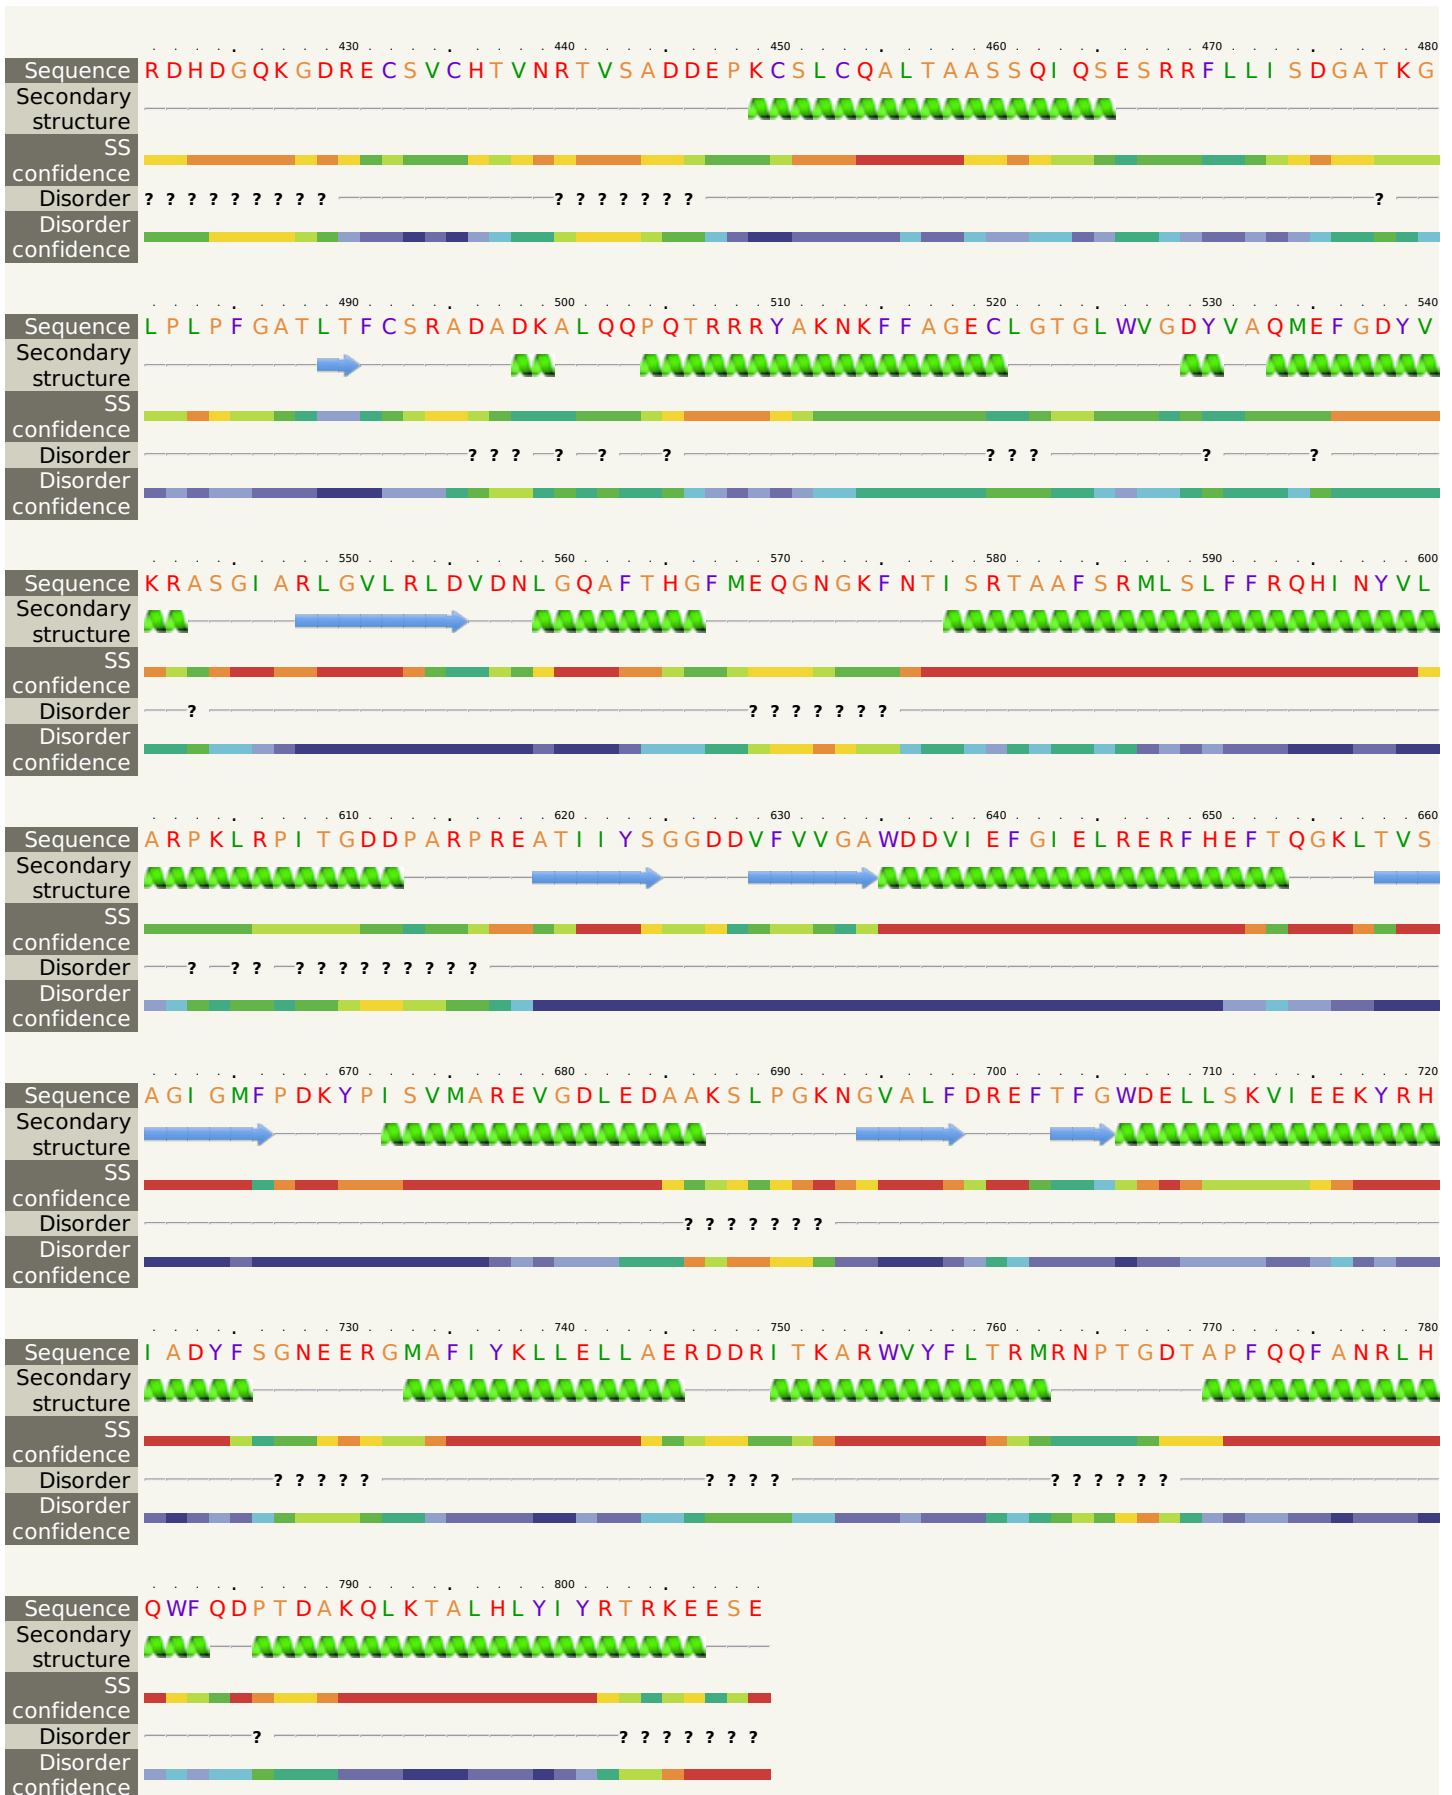 430 440 450 460 470 480
Sequence RDHDGQKGDRECSVCHTVNRTVSADDEPKCSLCQALTAASSQIQSESRRFLLISDGATKG
Secondary
structure
SS
confidence
Disorder ? ? ? ? ? ? ? ? ? ? ? ? ? ? ? ? ?
Disorder
confidence
490 500 510 520 530 540
Sequence LPLPFGATLTFCSRADADKALQQPQTRRRYAKNKFFAGECLGTGLWVGDYVAQMEFGDYV
Secondary
structure
SS
confidence
Disorder ? ? ? ? ? ? ? ? ? ? ?
Disorder
confidence
550 560 570 580 590 600
Sequence KRASGIARLGVLRLDVDNLGQAFTHGFMEQGNGKFNTISRTAAFSRMLSLFFRQHINYVL
Secondary
structure
SS
confidence
Disorder ? ? ? ? ? ? ? ?
Disorder
confidence
610 620 630 640 650 660
Sequence ARPKLRPITGDDPARPREATIIYSGGDDVFVVGAWDDVIEFGIELRERFHEFTQGKLTVS
Secondary
structure
SS
confidence
Disorder ? ? ? ? ? ? ? ? ? ? ? ?
Disorder
confidence
670 680 690 700 710 720
Sequence AGIGMFPDKYPISVMAREVGDLEDAAKSLPGKNGVALFDREFTFGWDELLSKVIEEKYRH
Secondary
structure
SS
confidence
Disorder ? ? ? ? ? ? ?
Disorder
confidence
730 740 750 760 770 780
Sequence IADYFSGNEERGMAFIYKLLELLAERDDRITKARWVYFLTRMRNPTGDTAPFQQFANRLH
Secondary
structure
SS
confidence
Disorder ? ? ? ? ? ? ? ? ? ? ? ? ? ? ?
Disorder
confidence
790 800
Sequence QWFQDPTDAKQLKTALHLYIYRTRKEESE
Secondary
structure
SS
confidence
Disorder ? ? ? ? ? ? ? ?
Disorder
confidence